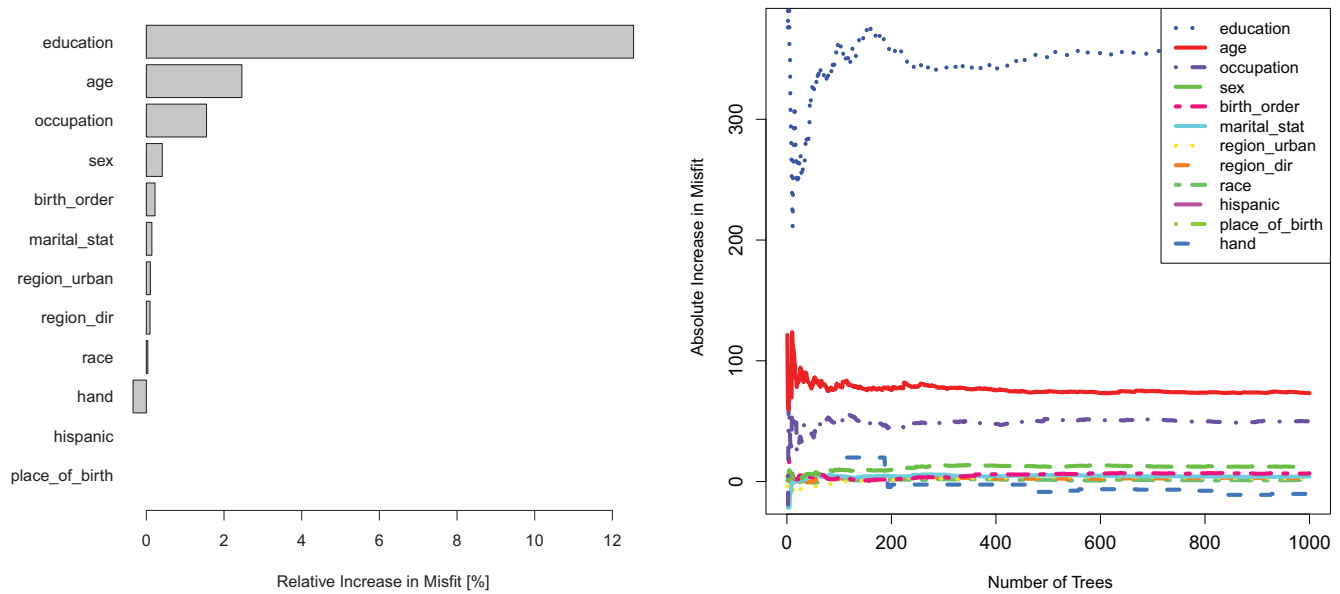 education
age
occupation
sex
birth_order
marital_stat
region_urban
region_dir
race
hand
hispanic
place_of_birth
0 2 4 6 8 10 12
Relative Increase in Misfit [%]
Absolute Increase in Misfit
300
200
100
0
0 200 400 600 800 1000
Number of Trees
education
age
occupation
sex
birth_order
marital_stat
region_urban
region_dir
race
hispanic
place_of_birth
hand